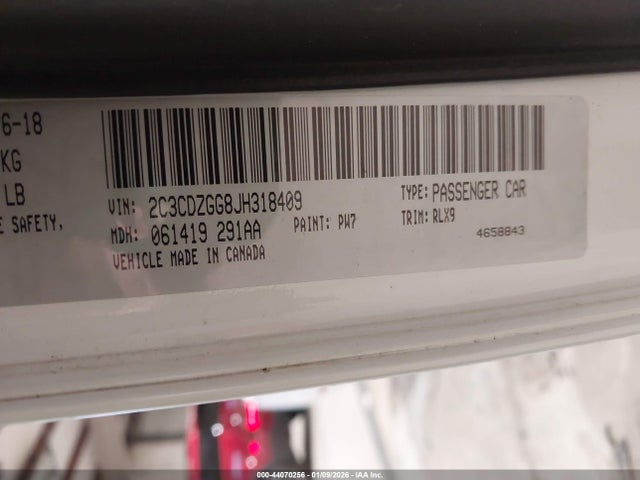 6-18
KG
LB
E SAFETY,
VIN: 2C3CDZGG8JH318409
TYPE: PASSENGER CAR
MDH: 061419 291AA
PAINT: PW7
TRIM: RLX9
VEHICLE MADE IN CANADA
4658843
000-44070256 - 01/09/2026 - IAA Inc.